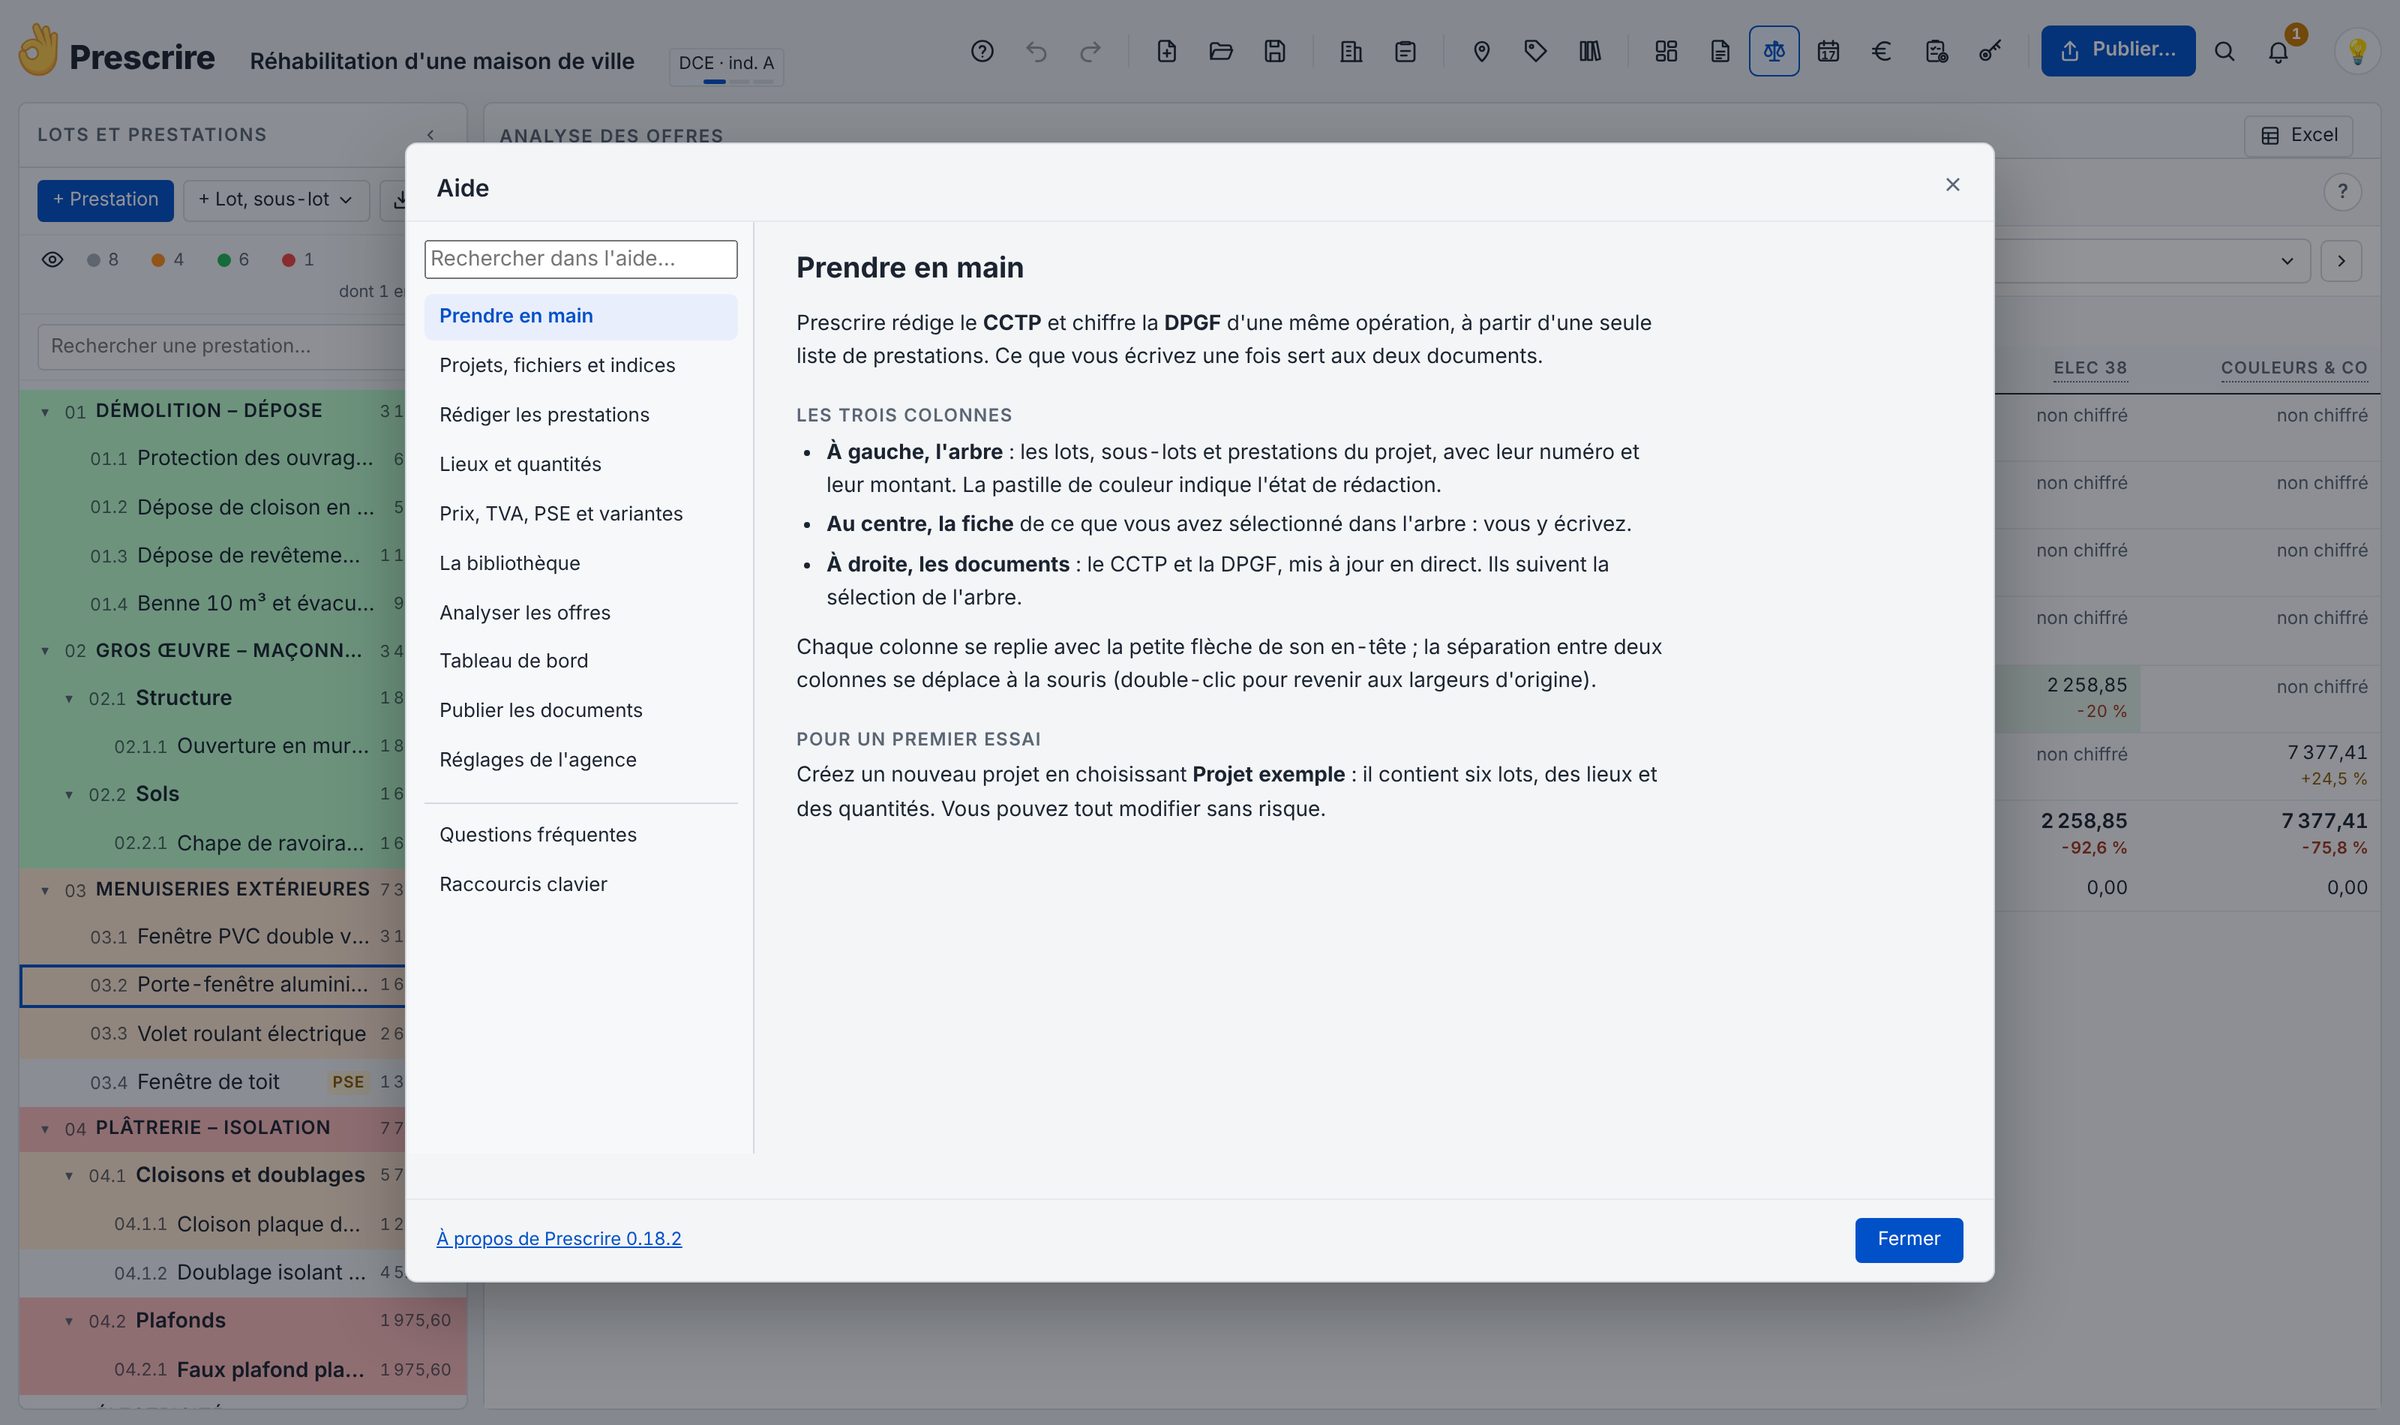 Prescrire
Réhabilitation d'une maison de ville
DCE · ind. A
17
Publier...
1
LOTS ET PRESTATIONS
ANALYSE DES OFFRES
Excel
+ Prestation
+ Lot, sous-lot
?
8 4 6 1
dont 1
Rechercher une prestation...
01 DÉMOLITION – DÉPOSE
01.1 Protection des ouvrag...
01.2 Dépose de cloison en ...
01.3 Dépose de revêteme...
01.4 Benne 10 m³ et évacu...
02 GROS ŒUVRE – MAÇONN...
02.1 Structure
02.1.1 Ouverture en mur...
02.2 Sols
02.2.1 Chape de ravoira...
03 MENUISERIES EXTÉRIEURES
03.1 Fenêtre PVC double v...
03.2 Porte-fenêtre alumini...
03.3 Volet roulant électrique
03.4 Fenêtre de toit PSE
04 PLÂTRERIE – ISOLATION
04.1 Cloisons et doublages
04.1.1 Cloison plaque d...
04.1.2 Doublage isolant ...
04.2 Plafonds 1 975,60
04.2.1 Faux plafond pla... 1 975,60
Aide
Rechercher dans l'aide...
Prendre en main
Projets, fichiers et indices
Rédiger les prestations
Lieux et quantités
Prix, TVA, PSE et variantes
La bibliothèque
Analyser les offres
Tableau de bord
Publier les documents
Réglages de l'agence
Questions fréquentes
Raccourcis clavier
Prendre en main
Prescrire rédige le CCTP et chiffre la DPGF d'une même opération, à partir d'une seule
liste de prestations. Ce que vous écrivez une fois sert aux deux documents.
LES TROIS COLONNES
• À gauche, l'arbre : les lots, sous-lots et prestations du projet, avec leur numéro et
leur montant. La pastille de couleur indique l'état de rédaction.
• Au centre, la fiche de ce que vous avez sélectionné dans l'arbre : vous y écrivez.
• À droite, les documents : le CCTP et la DPGF, mis à jour en direct. Ils suivent la
sélection de l'arbre.
Chaque colonne se replie avec la petite flèche de son en-tête ; la séparation entre deux
colonnes se déplace à la souris (double-clic pour revenir aux largeurs d'origine).
POUR UN PREMIER ESSAI
Créez un nouveau projet en choisissant Projet exemple : il contient six lots, des lieux et
des quantités. Vous pouvez tout modifier sans risque.
À propos de Prescrire 0.18.2
Fermer
ELEC 38 COULEURS & CO
non chiffré non chiffré
non chiffré non chiffré
non chiffré non chiffré
non chiffré non chiffré
2 258,85 non chiffré
-20 %
non chiffré 7 377,41
+24,5 %
2 258,85 7 377,41
-92,6 % -75,8 %
0,00 0,00